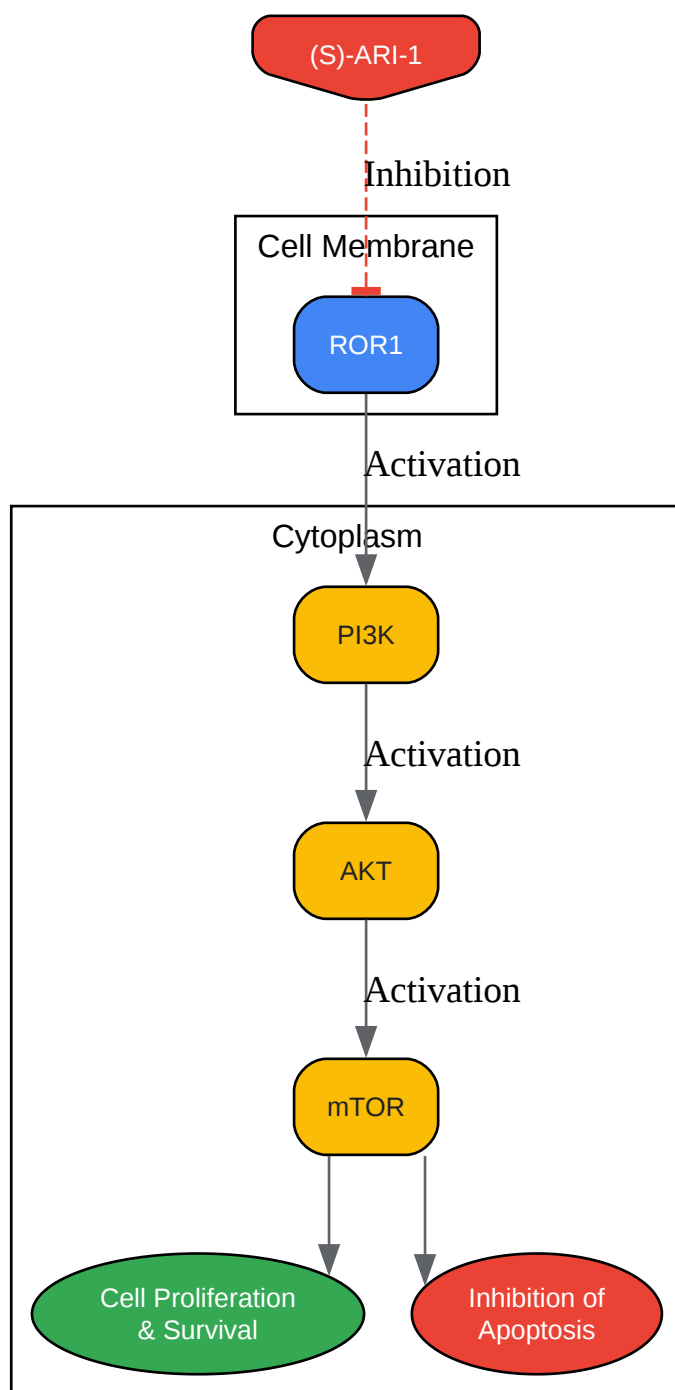 (S)-ARI-1
Inhibition
Cell Membrane
ROR1
Activation
Cytoplasm
PI3K
Activation
AKT
Activation
mTOR
Cell Proliferation
& Survival
Inhibition of
Apoptosis